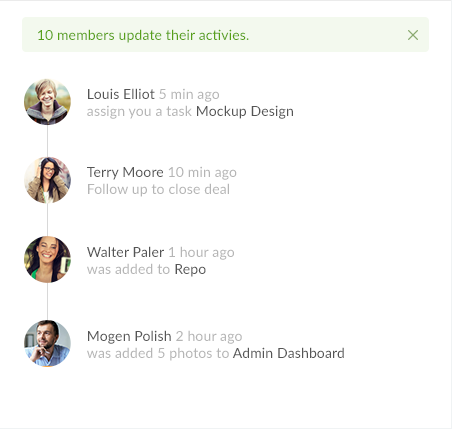 10 members update their activies.
Louis Elliot 5 min ago
assign you a task Mockup Design
Terry Moore 10 min ago
Follow up to close deal
Walter Paler 1 hour ago
was added to Repo
Mogen Polish 2 hour ago
was added 5 photos to Admin Dashboard